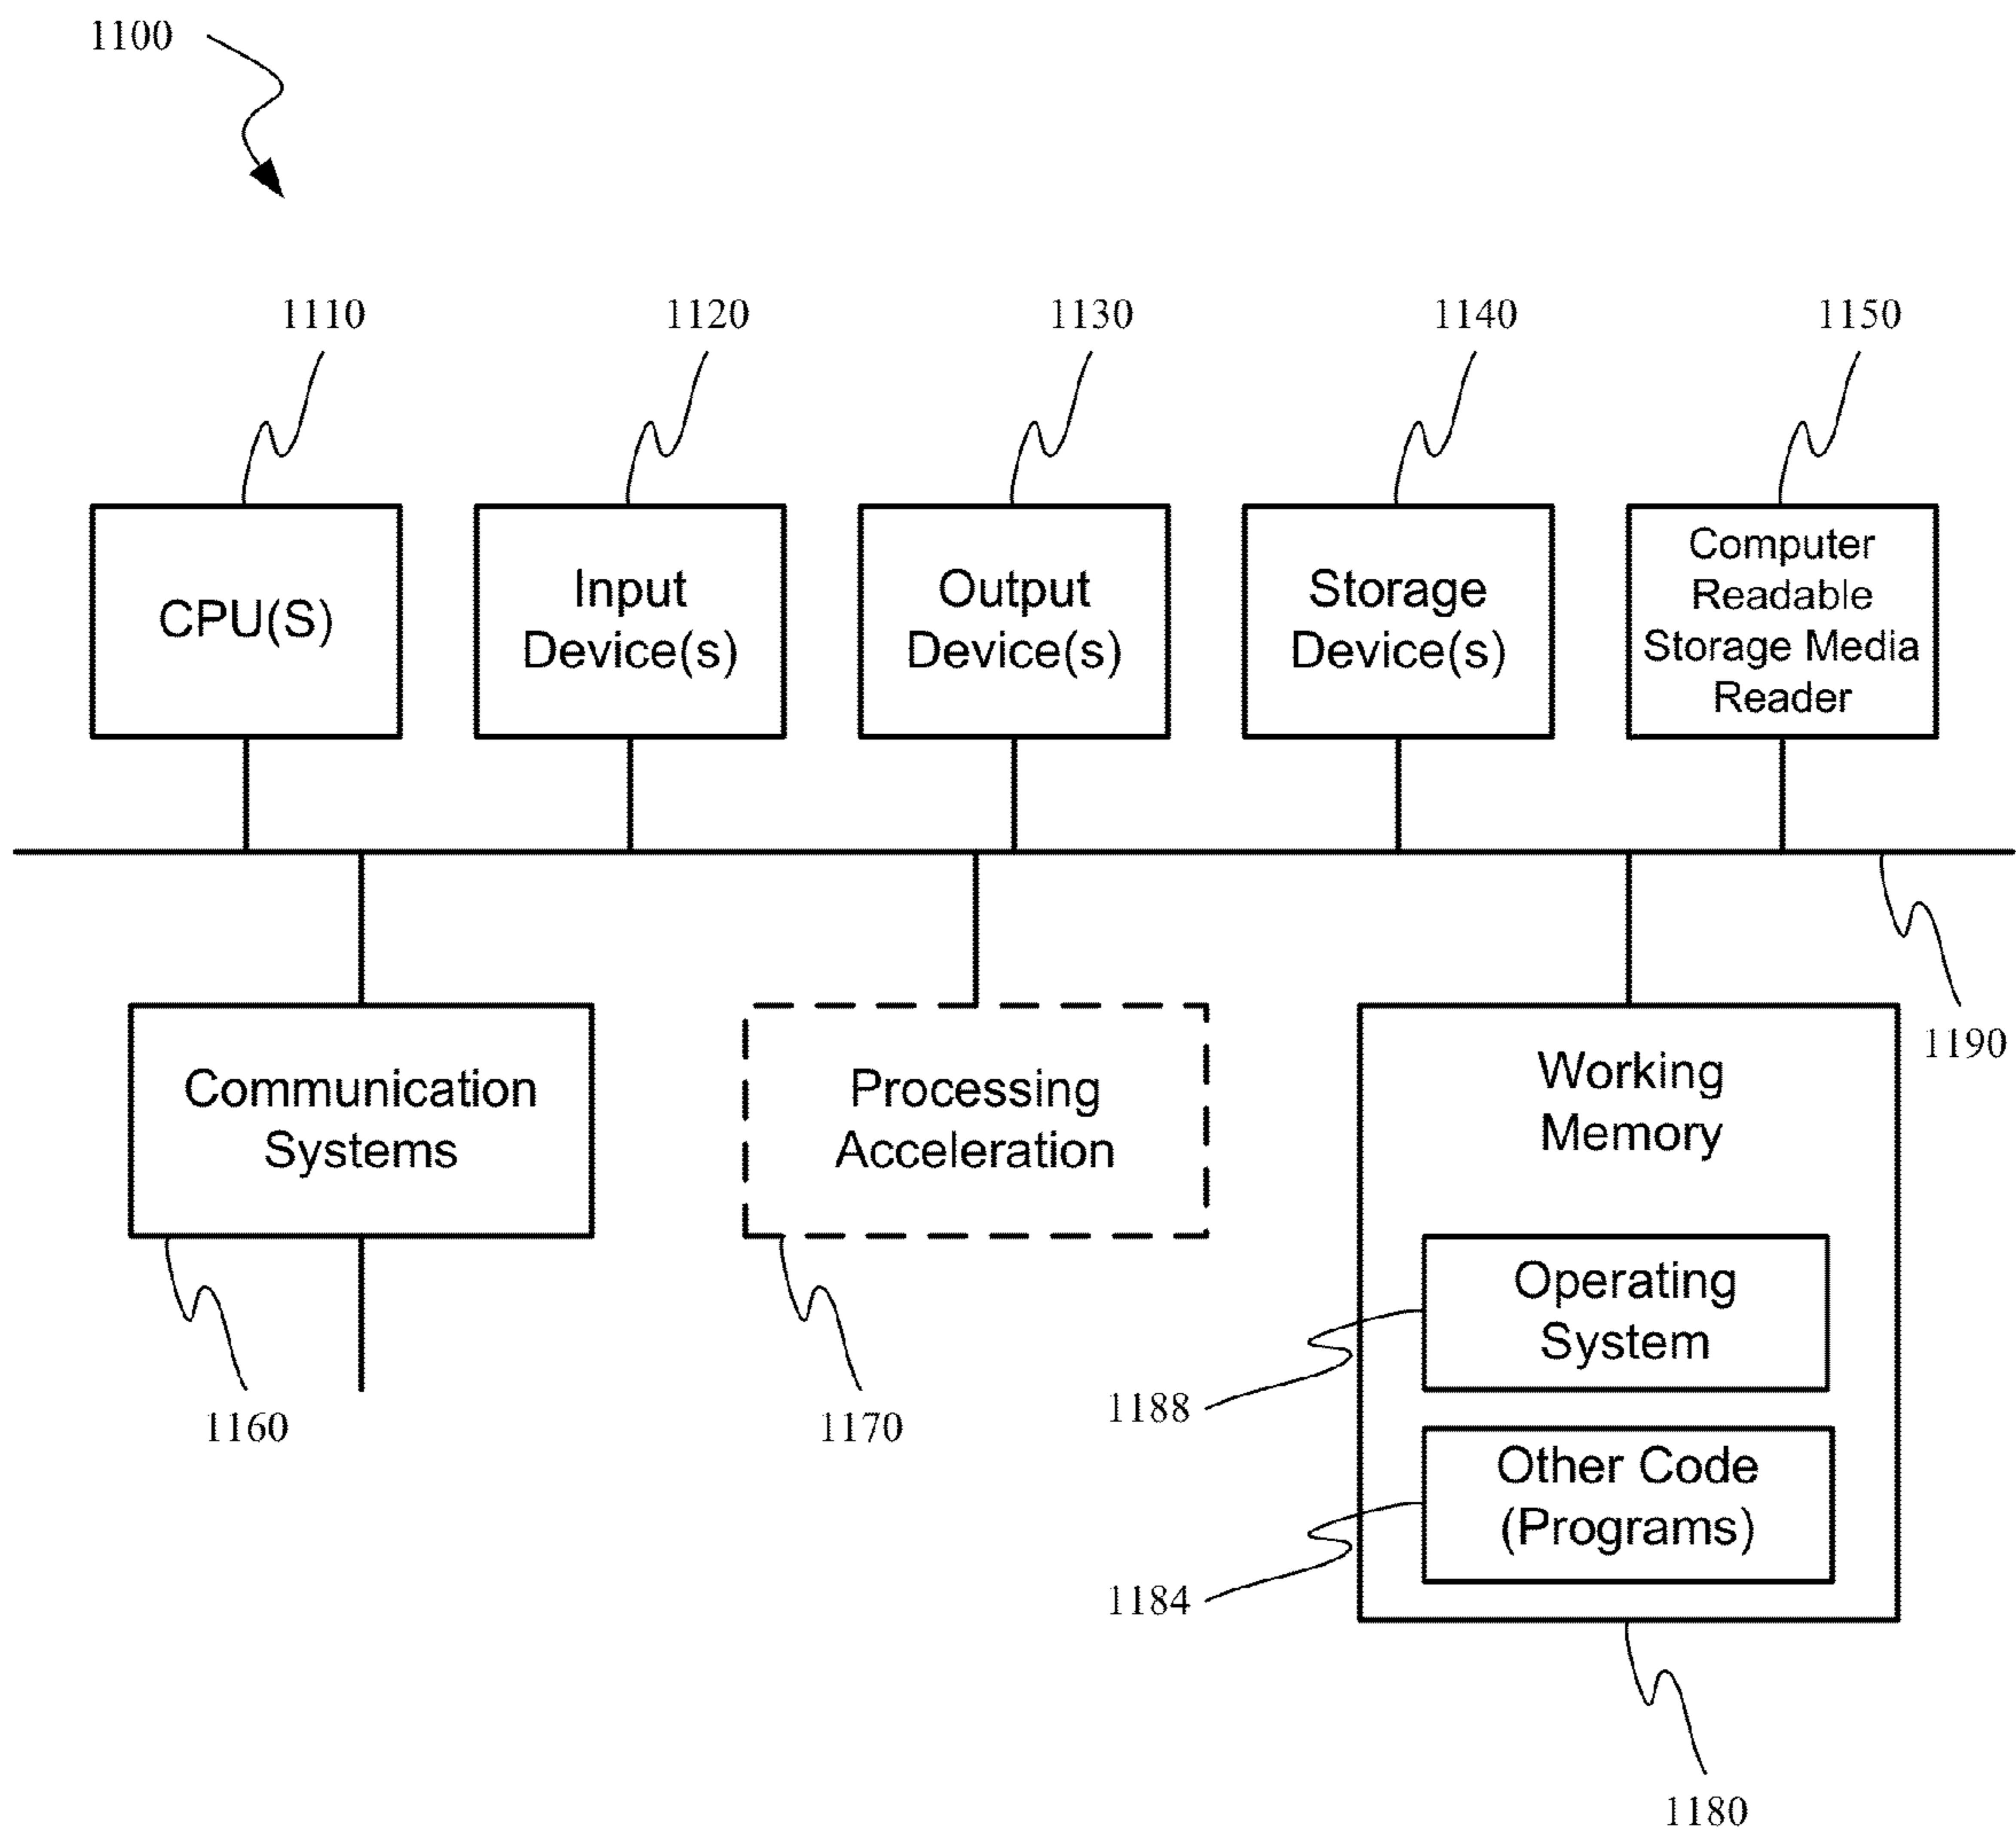 1100
1110
1120
1130
1140
1150
CPU(S)
Input
Device(s)
Output
Device(s)
Storage
Device(s)
Computer
Readable
Storage Media
Reader
1190
Communication
Systems
Processing
Acceleration
Working
Memory
Operating
System
Other Code
(Programs)
1160
1170
1188
1184
1180